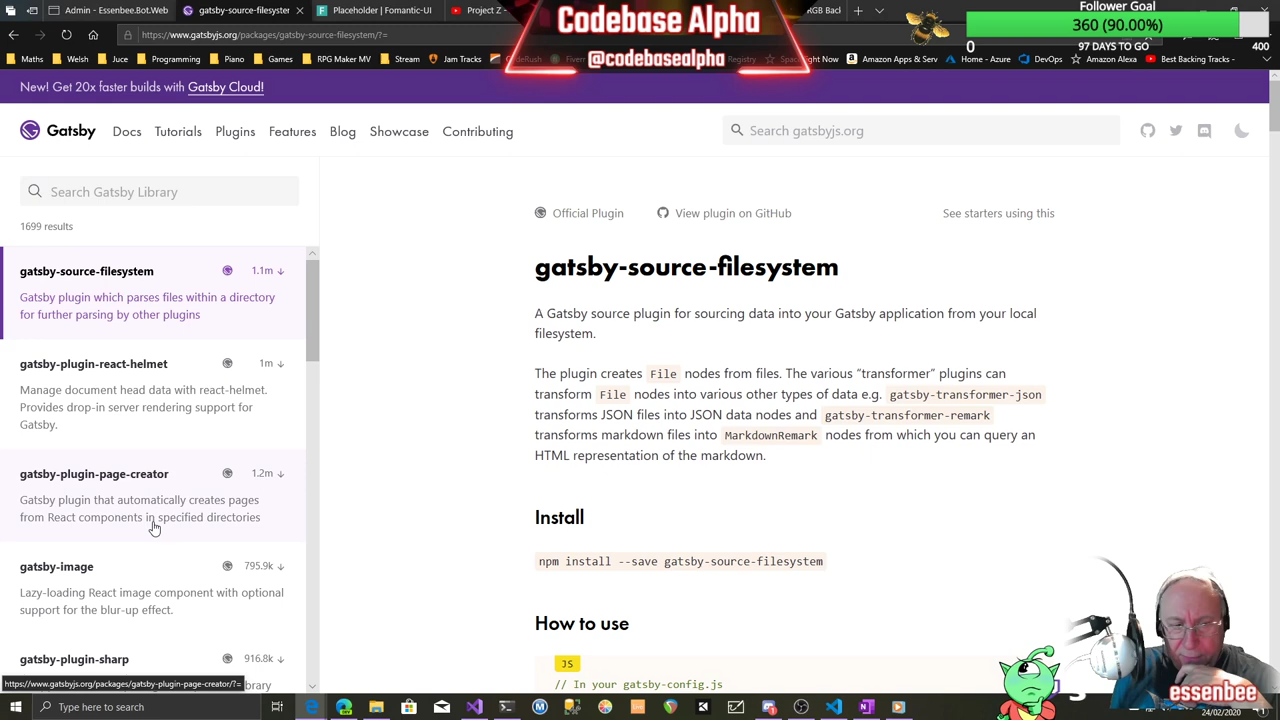 Admin - Essenbee.Bot.Web
gatsby-source-filesystem
Placeholder | Fomantic-UI
Project Z -
RGB Bacl
Codebase Alpha
@codebasealpha
Follower Goal
360 (90.00%)
0
97 DAYS TO GO
400
https://www.gatsbyjs.org/packages/gatsby-source-filesystem/?=
Maths
Welsh
Juce
Programming
Piano
Games
RPG Maker MV
Stream
Jam Tracks
CodeRush
Fiverr
Registry
Spaceflight Now
Amazon Apps & Serv
Home - Azure
DevOps
Amazon Alexa
Best Backing Tracks -
New! Get 20x faster builds with Gatsby Cloud!
Gatsby
Docs
Tutorials
Plugins
Features
Blog
Showcase
Contributing
Search gatsbyjs.org
Search Gatsby Library
1699 results
gatsby-source-filesystem
1.1m ↓
Gatsby plugin which parses files within a directory
for further parsing by other plugins
gatsby-plugin-react-helmet
1m ↓
Manage document head data with react-helmet.
Provides drop-in server rendering support for
Gatsby.
gatsby-plugin-page-creator
1.2m ↓
Gatsby plugin that automatically creates pages
from React components in specified directories
gatsby-image
795.9k ↓
Lazy-loading React image component with optional
support for the blur-up effect.
gatsby-plugin-sharp
916.8k ↓
library
https://www.gatsbyjs.org/packages/gatsby-plugin-page-creator/?=
Official Plugin
View plugin on GitHub
See starters using this
gatsby-source-filesystem
A Gatsby source plugin for sourcing data into your Gatsby application from your local
filesystem.
The plugin creates File nodes from files. The various “transformer” plugins can
transform File nodes into various other types of data e.g. gatsby-transformer-json
transforms JSON files into JSON data nodes and gatsby-transformer-remark
transforms markdown files into MarkdownRemark nodes from which you can query an
HTML representation of the markdown.
Install
npm install --save gatsby-source-filesystem
How to use
JS
// In your gatsby-config.js
essenbee
Type here to search
24/02/2020